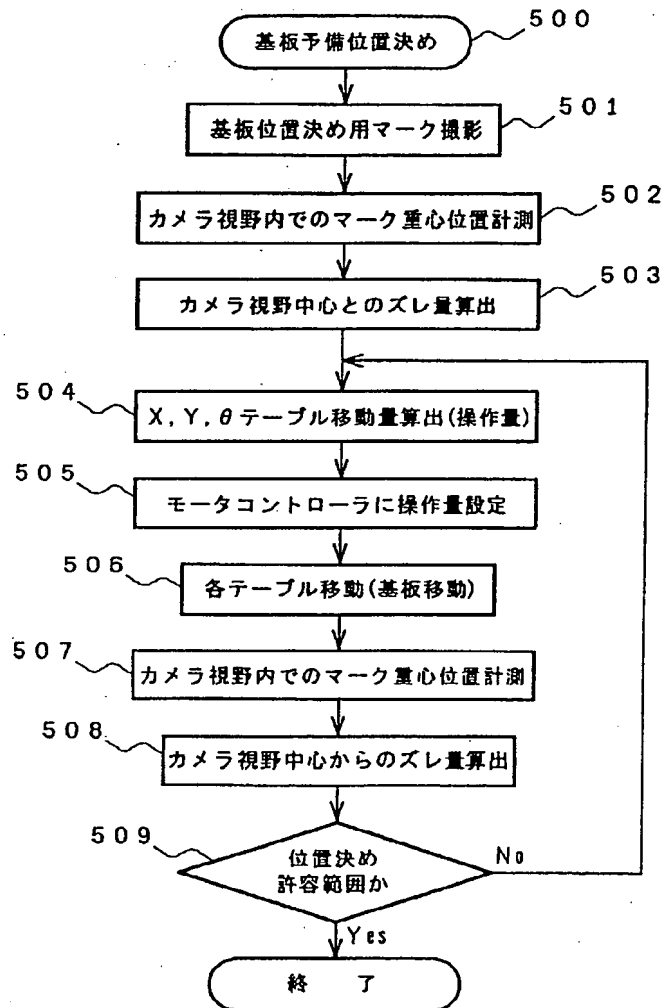 基板予備位置決め
500
基板位置決め用マーク撮影
501
カメラ視野内でのマーク重心位置計測
502
カメラ視野中心とのズレ量算出
503
504
X, Y, θテーブル移動量算出(操作量)
505
モータコントローラに操作量設定
506
各テーブル移動(基板移動)
507
カメラ視野内でのマーク重心位置計測
508
カメラ視野中心からのズレ量算出
509
位置決め
許容範囲か
No
Yes
終 了